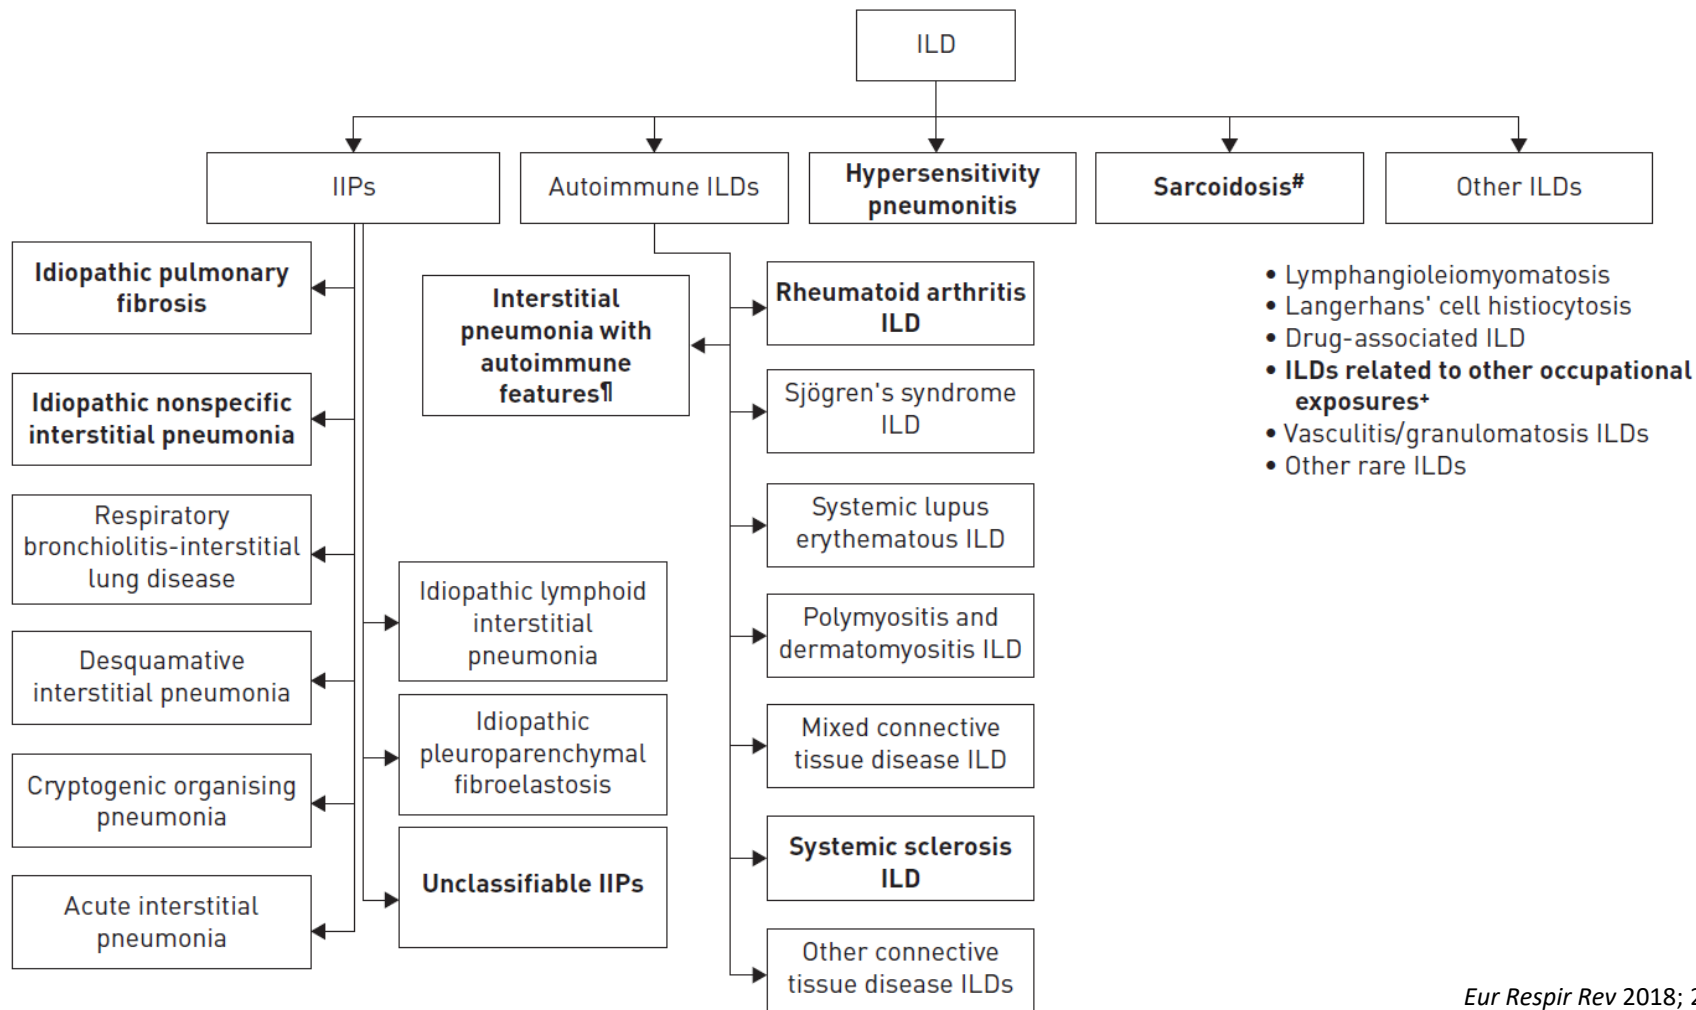 ILD
IIPs
Autoimmune ILDs
Hypersensitivity
pneumonitis
Sarcoidosis#
Other ILDs
Idiopathic pulmonary
fibrosis
Idiopathic nonspecific
interstitial pneumonia
Respiratory
bronchiolitis-interstitial
lung disease
Desquamative
interstitial pneumonia
Cryptogenic organising
pneumonia
Acute interstitial
pneumonia
Idiopathic lymphoid
interstitial
pneumonia
Idiopathic
pleuroparenchymal
fibroelastosis
Unclassifiable IIPs
Interstitial
pneumonia with
autoimmune
features¶
Rheumatoid arthritis
ILD
Sjögren's syndrome
ILD
Systemic lupus
erythematous ILD
Polymyositis and
dermatomyositis ILD
Mixed connective
tissue disease ILD
Systemic sclerosis
ILD
Other connective
tissue disease ILDs
• Lymphangioleiomyomatosis
• Langerhans' cell histiocytosis
• Drug-associated ILD
• ILDs related to other occupational
exposures+
• Vasculitis/granulomatosis ILDs
• Other rare ILDs
Eur Respir Rev 2018; 2